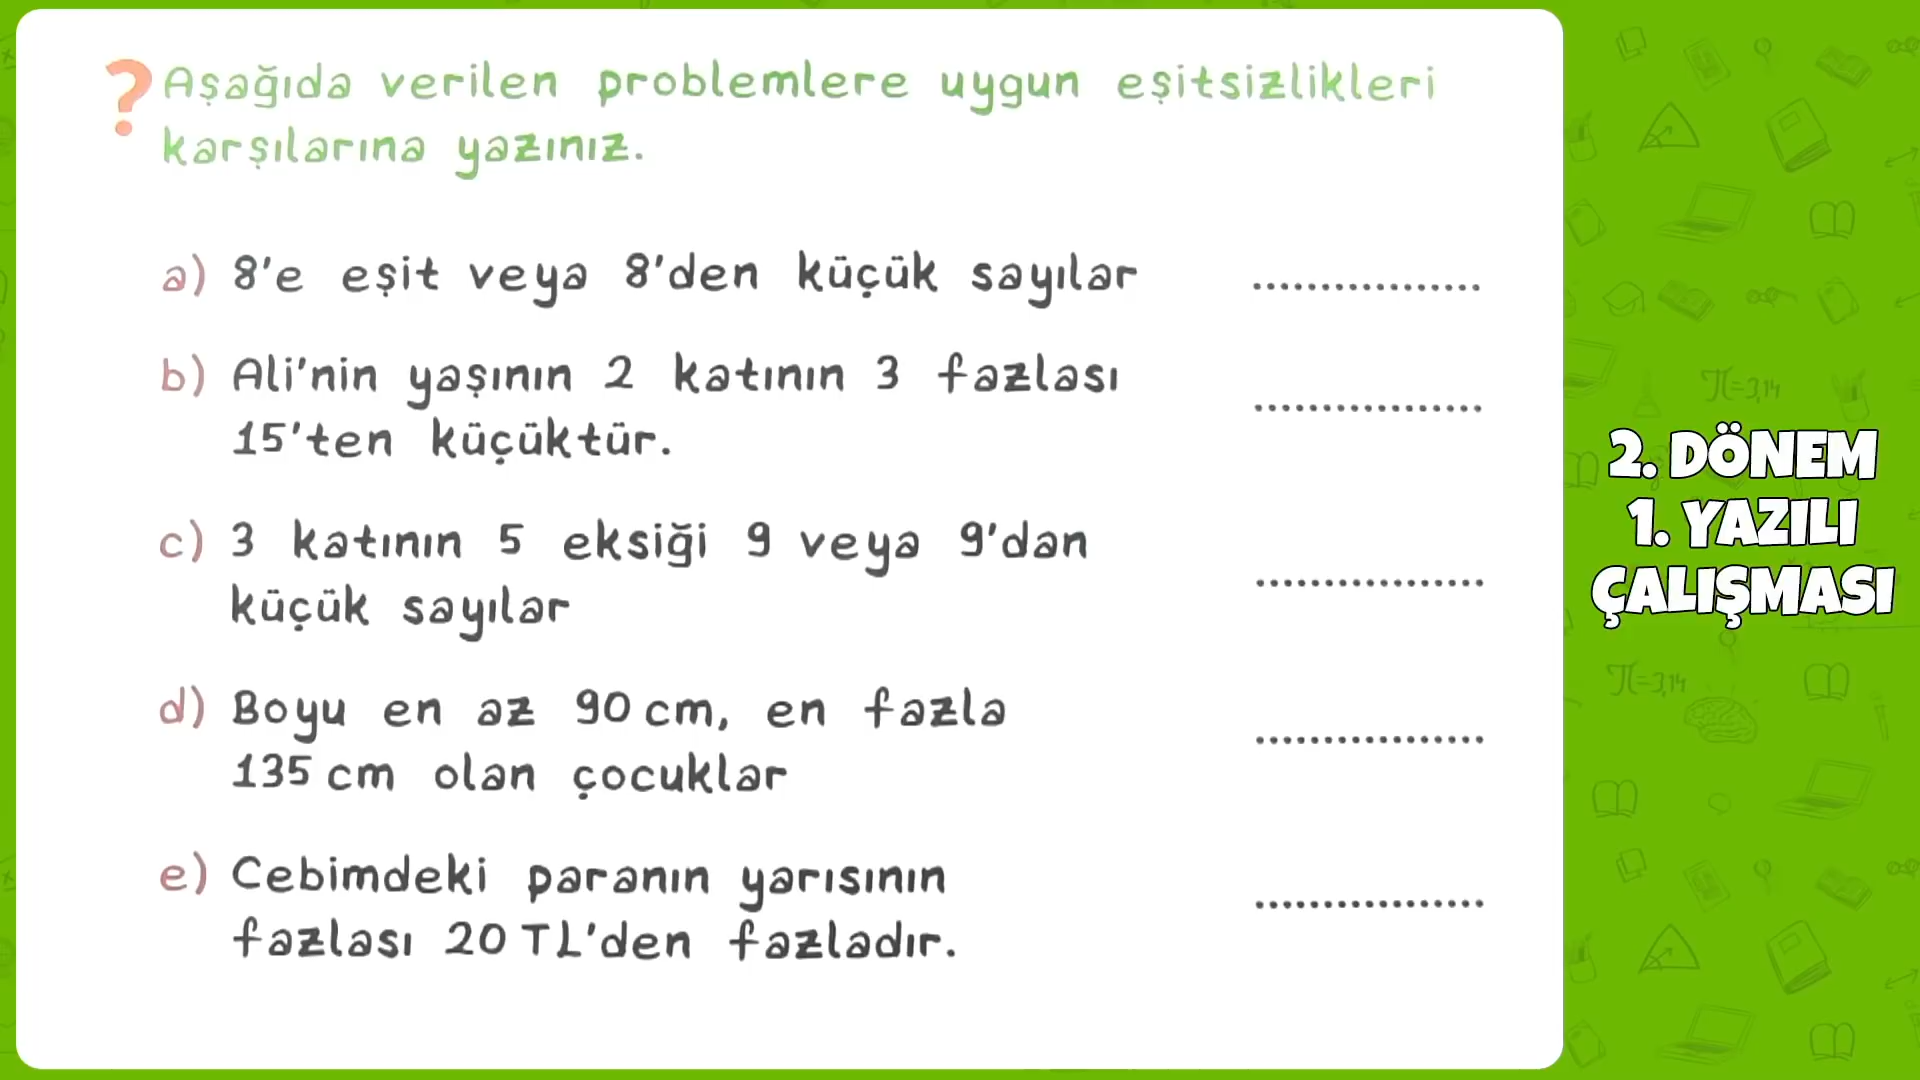 ? Aşağıda verilen problemlere uygun eşitsizlikleri
karşılarına yazınız.
a) 8'e eşit veya 8'den küçük sayılar .................
b) Ali'nin yaşının 2 katının 3 fazlası
15'ten küçüktür. .................
c) 3 katının 5 eksiği 9 veya 9'dan
küçük sayılar .................
d) Boyu en az 90 cm, en fazla
135 cm olan çocuklar .................
e) Cebimdeki paranın yarısının
fazlası 20 TL'den fazladır. .................
2. DÖNEM
1. YAZILI
ÇALIŞMASI
π=3,14
π=3,14